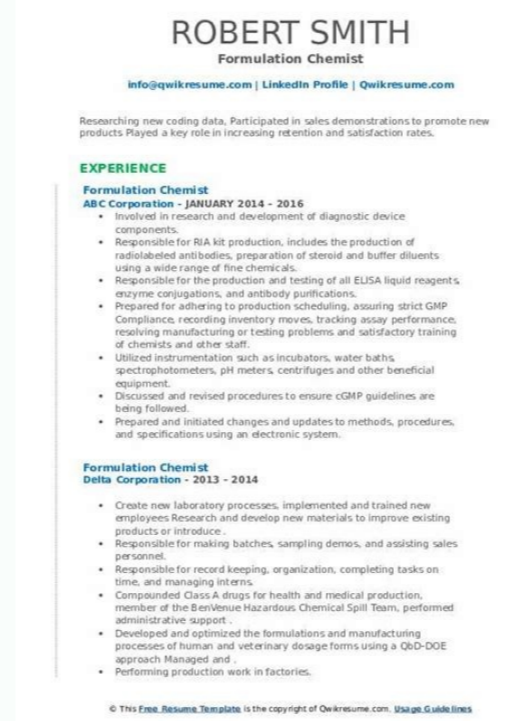 ROBERT SMITH
Formulation Chemist
info@qwikresume.com | LinkedIn Profile | Qwikresume.com
Researching new coding data, Participated in sales demonstrations to promote new
products Played a key role in increasing retention and satisfaction rates.
EXPERIENCE
Formulation Chemist
ABC Corporation - JANUARY 2014 - 2016
• Involved in research and development of diagnostic device
components.
• Responsible for RIA kit production, includes the production of
radiolabeled antibodies, preparation of steroid and buffer diluents
using a wide range of fine chemicals.
• Responsible for the production and testing of all ELISA liquid reagents,
enzyme conjugations, and antibody purifications.
• Prepared for adhering to production scheduling, assuring strict GMP
Compliance, recording inventory moves, tracking assay performance,
resolving manufacturing or testing problems and satisfactory training
of chemists and other staff.
• Utilized instrumentation such as incubators, water baths,
spectrophotometers, pH meters, centrifuges and other beneficial
equipment.
• Discussed and revised procedures to ensure cGMP guidelines are
being followed.
• Prepared and initiated changes and updates to methods, procedures,
and specifications using an electronic system.
Formulation Chemist
Delta Corporation - 2013 - 2014
• Create new laboratory processes, implemented and trained new
employees Research and develop new materials to improve existing
products or introduce .
• Responsible for making batches, sampling demos, and assisting sales
personnel.
• Responsible for record keeping, organization, completing tasks on
time, and managing interns.
• Compounded Class A drugs for health and medical production,
member of the BenVenue Hazardous Chemical Spill Team, performed
administrative support .
• Developed and optimized the formulations and manufacturing
processes of human and veterinary dosage forms using a QbD-DOE
approach Managed and .
• Performing production work in factories.
© This Free Resume Template is the copyright of Qwikresume.com. Usage Guidelines